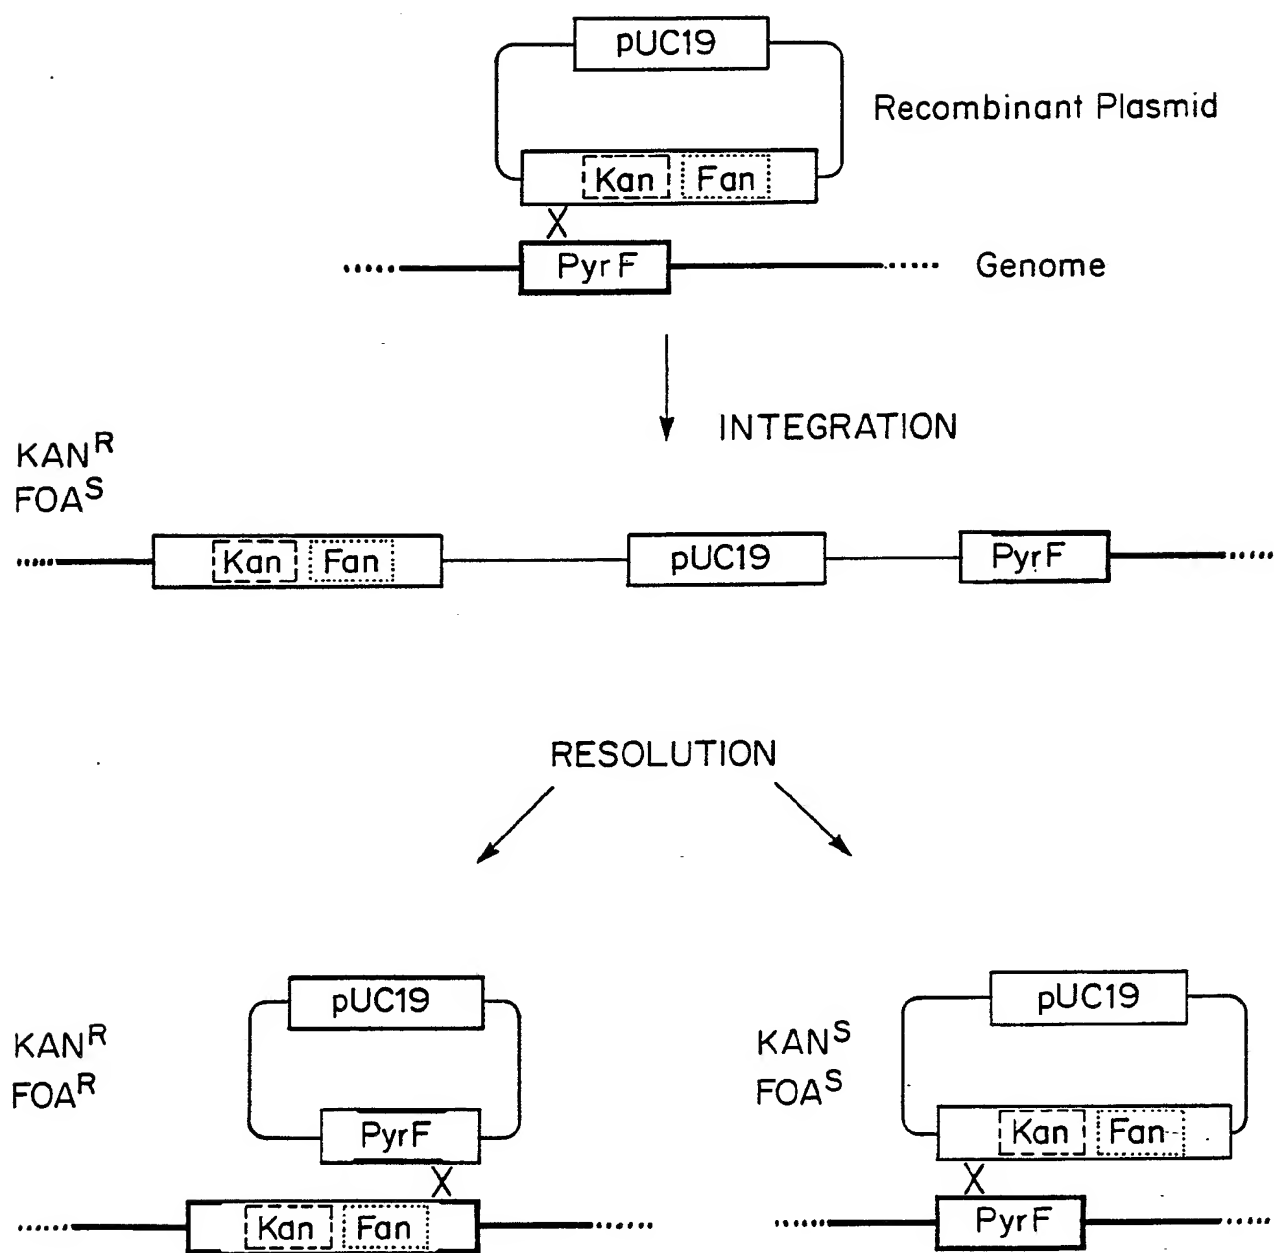 pUC19
Recombinant Plasmid
Kan Fan
X
PyrF
Genome
INTEGRATION
KAN^R
FOA^S
Kan Fan
pUC19
PyrF
RESOLUTION
pUC19
KAN^R
FOA^R
PyrF
X
Kan Fan
pUC19
KAN^S
FOA^S
Kan Fan
X
PyrF